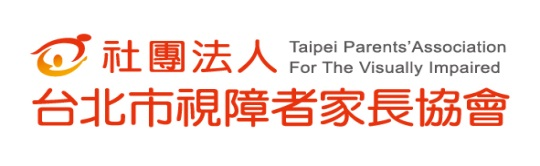 社團法人
Taipei Parents'Association
For The Visually Impaired
台北市視障者家長協會